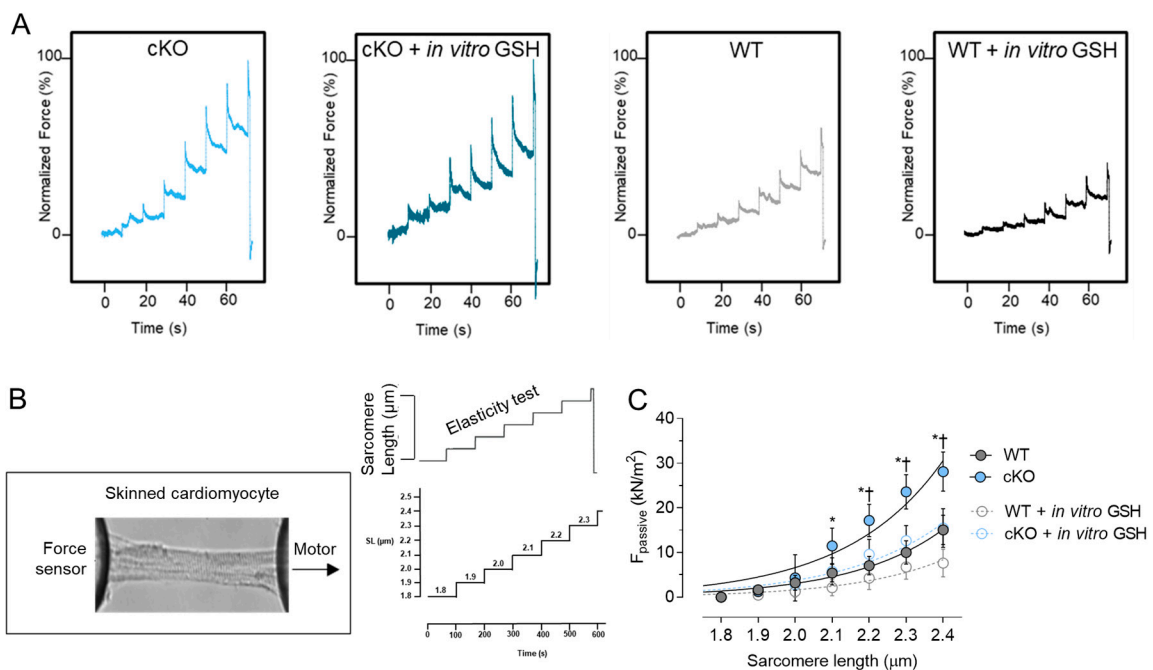 A
cKO
100
0
Normalized Force (%)
0 20 40 60
Time (s)
cKO + in vitro GSH
100
0
Normalized Force (%)
0 20 40 60
Time (s)
WT
100
0
Normalized Force (%)
0 20 40 60
Time (s)
WT + in vitro GSH
100
0
Normalized Force (%)
0 20 40 60
Time (s)
B
Skinned cardiomyocyte
Force
sensor
Motor
Sarcomere
Length (µm)
Elasticity test
SL (µm)
2.5
2.4
2.3
2.2
2.1
2.0
1.9
1.8
1.8
1.9
2.0
2.1
2.2
2.3
0 100 200 300 400 500 600
Time (s)
C
Fpassive (kN/m²)
40
30
20
10
0
*
*†
*†
*†
1.8 1.9 2.0 2.1 2.2 2.3 2.4
Sarcomere length (µm)
WT
cKO
WT + in vitro GSH
cKO + in vitro GSH